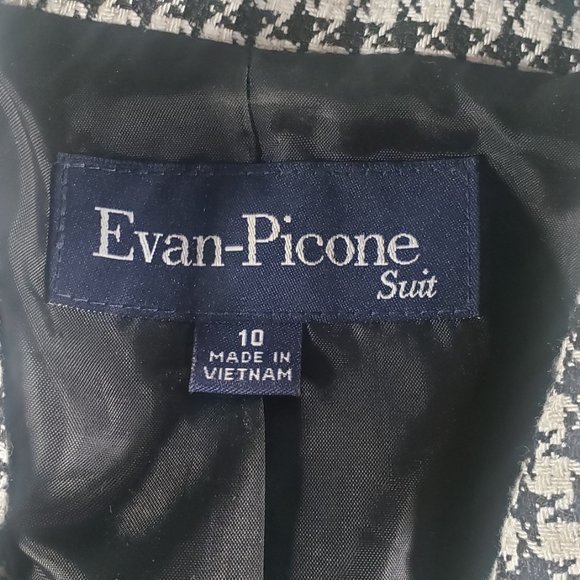 Evan-Picone
Suit
10
MADE IN
VIETNAM